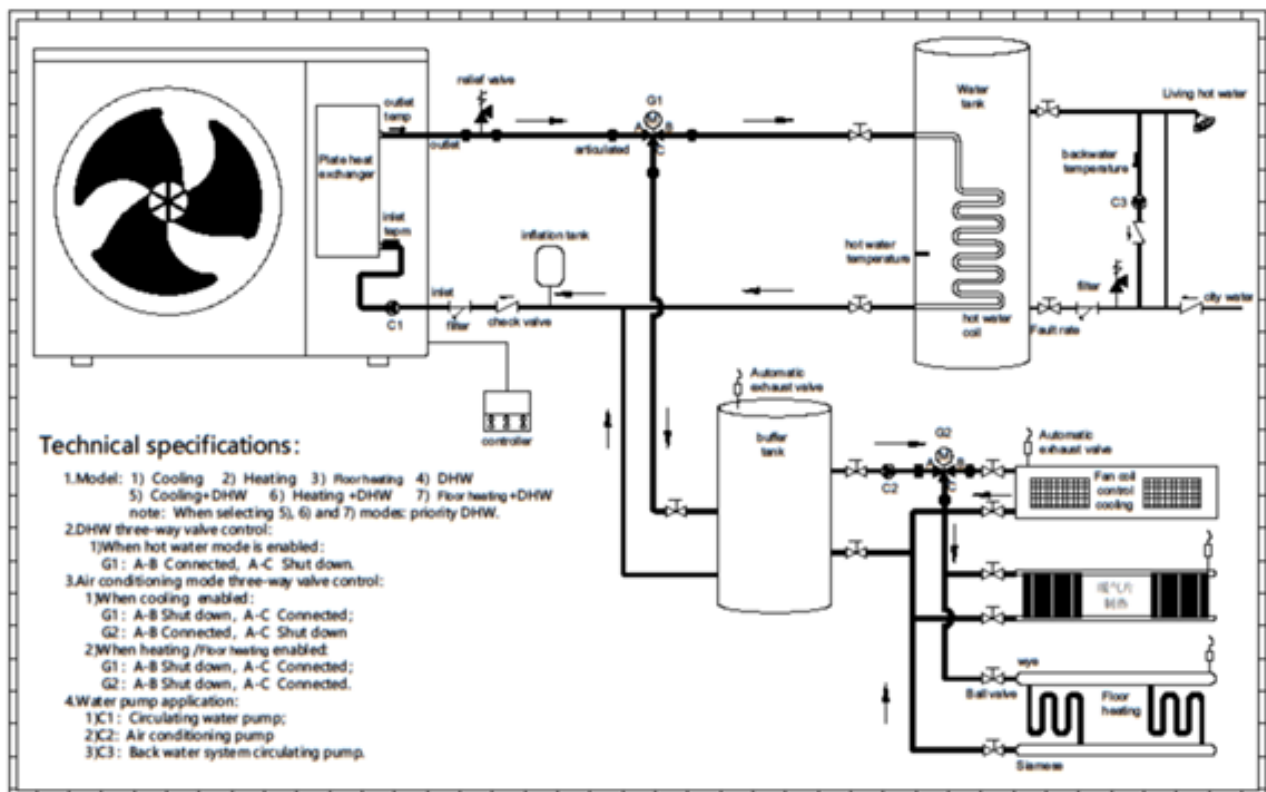 relief valve
outlet
temp
outlet
Plate heat
exchanger
inlet
tepm
G1
A
B
C
articulated
Water
tank
Living hot water
backwater
temperature
C3
inflation tank
hot water
temperature
inlet
filter
C1
check valve
hot water
coil
filter
city water
Fault rate
controller
Automatic
exhaust valve
buffer
tank
G2
A
B
C
C2
Automatic
exhaust valve
Fan coil
control
cooling
暖气片
制热
wye
Ball valve
Floor
heating
Siamese
Technical specifications:
1.Model: 1) Cooling 2) Heating 3) Floor heating 4) DHW
5) Cooling+DHW 6) Heating +DHW 7) Floor heating +DHW
note: When selecting 5), 6) and 7) modes: priority DHW.
2.DHW three-way valve control:
1)When hot water mode is enabled:
G1: A-B Connected, A-C Shut down.
3.Air conditioning mode three-way valve control:
1)When cooling enabled:
G1: A-B Shut down, A-C Connected;
G2: A-B Connected, A-C Shut down
2)When heating /Floor heating enabled:
G1: A-B Shut down, A-C Connected;
G2: A-B Shut down, A-C Connected.
4.Water pump application:
1)C1: Circulating water pump;
2)C2: Air conditioning pump
3)C3: Back water system circulating pump.